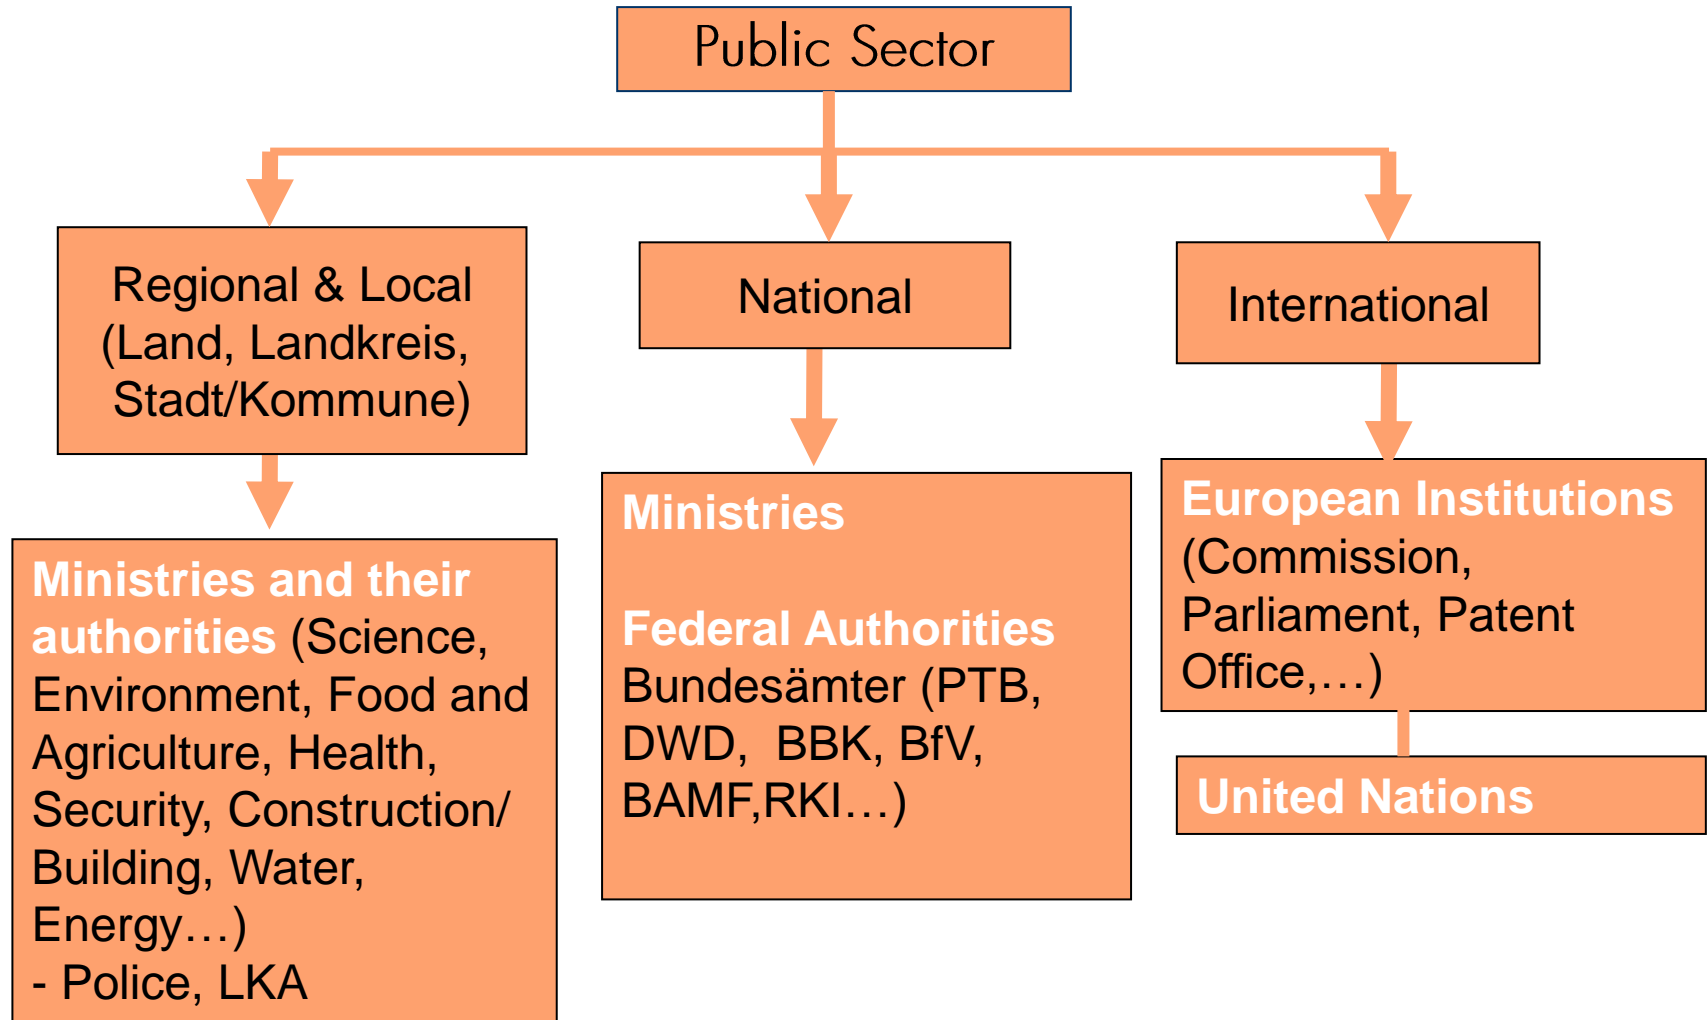 Public Sector
Regional & Local
(Land, Landkreis,
Stadt/Kommune)
National
International
Ministries and their
authorities (Science,
Environment, Food and
Agriculture, Health,
Security, Construction/
Building, Water,
Energy…)
- Police, LKA
Ministries
Federal Authorities
Bundesämter (PTB,
DWD, BBK, BfV,
BAMF,RKI…)
European Institutions
(Commission,
Parliament, Patent
Office,…)
United Nations